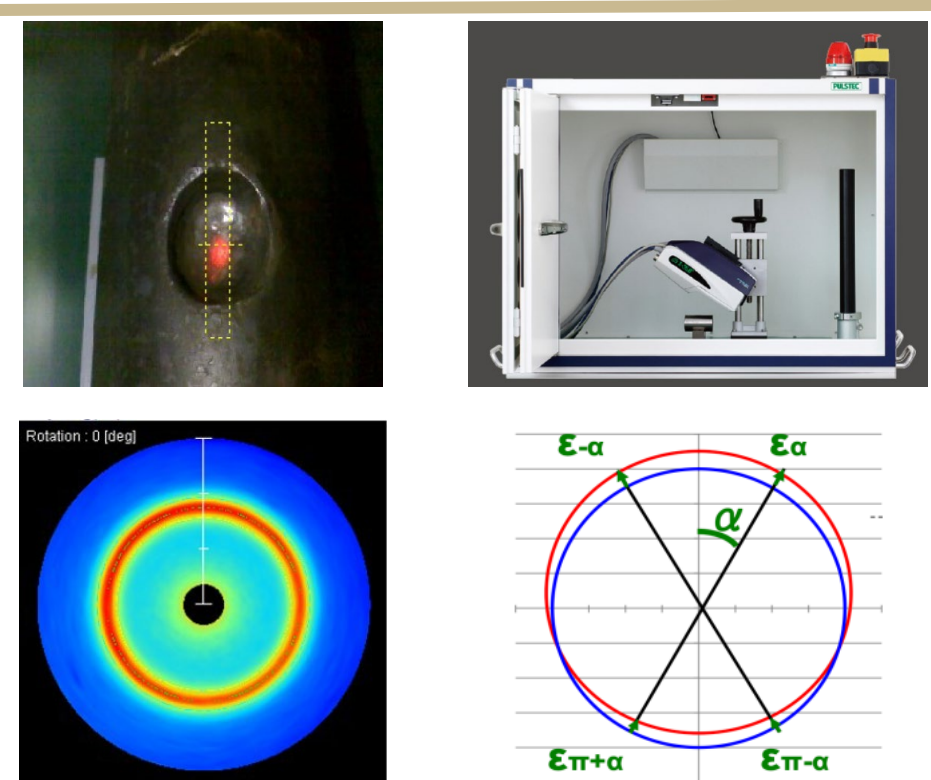 PULSTEC
Rotation : 0 [deg]
ε-α
εα
α
επ+α
επ-α